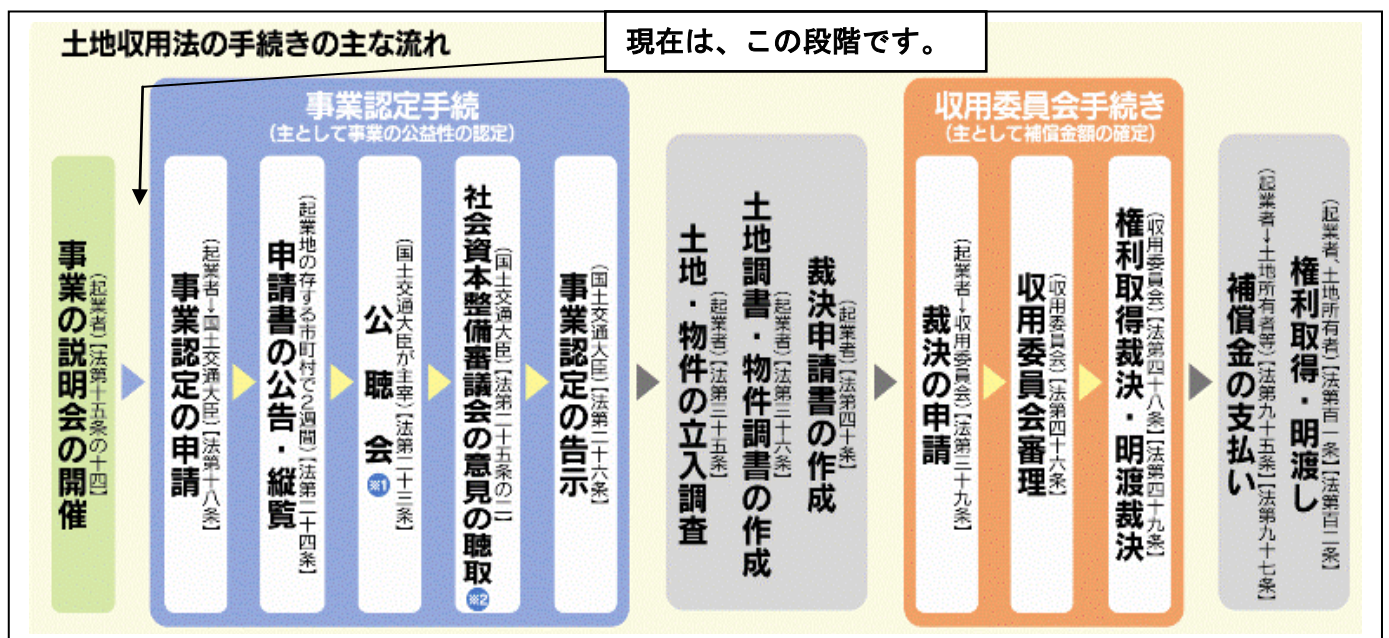 土地収用法の手続きの主な流れ
現在は、この段階です。
事業の説明会の開催
(起業者)【法第十五条の十四】
事業認定手続
(主として事業の公益性の認定)
事業認定の申請
(起業者→国土交通大臣)【法第十八条】
申請書の公告・縦覧
(起業地の存する市町村で2週間)【法第二十四条】
公聴会※1
(国土交通大臣が主宰)【法第二十三条】
社会資本整備審議会の意見の聴取※2
(国土交通大臣)【法第二十五条の二】
事業認定の告示
(国土交通大臣)【法第二十六条】
土地・物件の立入調査
(起業者)【法第三十五条】
土地調書・物件調書の作成
(起業者)【法第三十六条】
裁決申請書の作成
(起業者)【法第四十条】
収用委員会手続き
(主として補償金額の確定)
裁決の申請
(起業者→収用委員会)【法第三十九条】
収用委員会審理
(収用委員会)【法第四十六条】
権利取得裁決・明渡裁決
(収用委員会)【法第四十八条】【法第四十九条】
補償金の支払い
(起業者→土地所有者等)【法第九十五条】【法第九十七条】
権利取得・明渡し
(起業者、土地所有者)【法第百一条】【法第百二条】